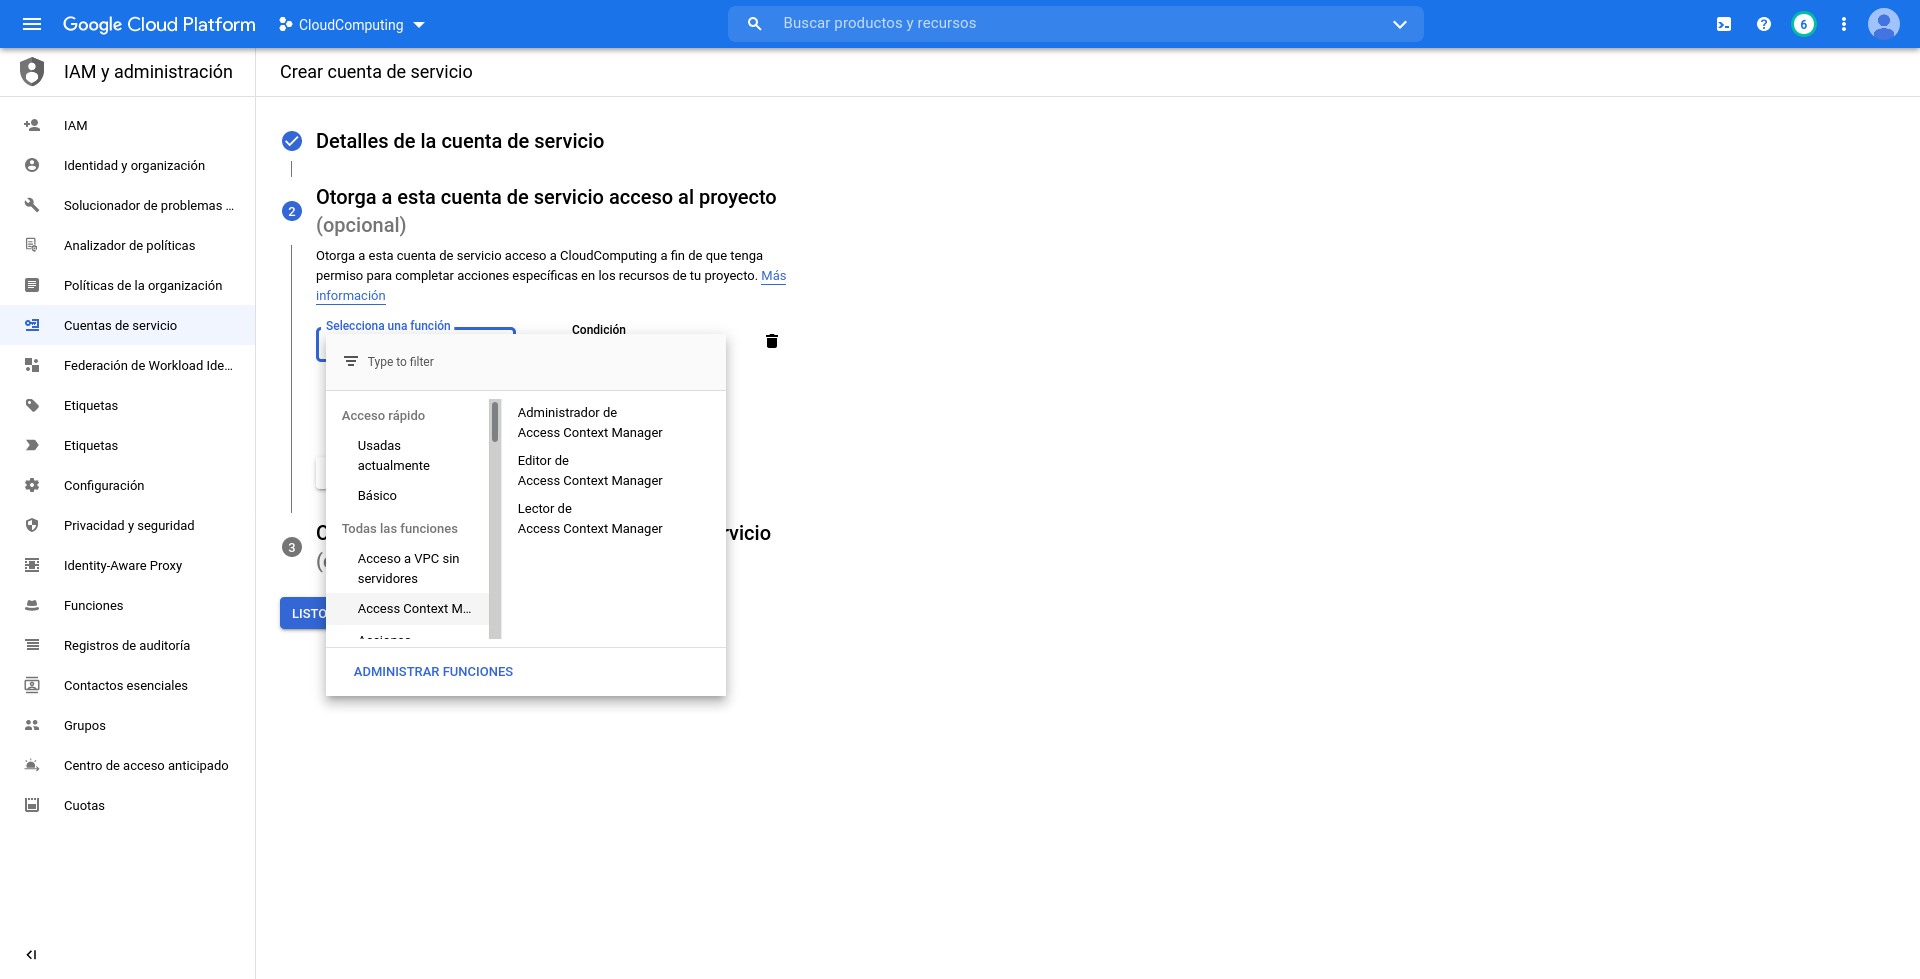 Google Cloud Platform
CloudComputing
Buscar productos y recursos
6
IAM y administración
Crear cuenta de servicio
IAM
Identidad y organización
Solucionador de problemas ...
Analizador de políticas
Políticas de la organización
Cuentas de servicio
Federación de Workload Ide...
Etiquetas
Etiquetas
Configuración
Privacidad y seguridad
Identity-Aware Proxy
Funciones
Registros de auditoría
Contactos esenciales
Grupos
Centro de acceso anticipado
Cuotas
Detalles de la cuenta de servicio
2
Otorga a esta cuenta de servicio acceso al proyecto
(opcional)
Otorga a esta cuenta de servicio acceso a CloudComputing a fin de que tenga
permiso para completar acciones específicas en los recursos de tu proyecto. Más
información
Selecciona una función
Condición
Type to filter
Acceso rápido
Usadas
actualmente
Básico
Todas las funciones
Acceso a VPC sin
servidores
Access Context M...
Administrador de
Access Context Manager
Editor de
Access Context Manager
Lector de
Access Context Manager
ADMINISTRAR FUNCIONES
3
LISTO